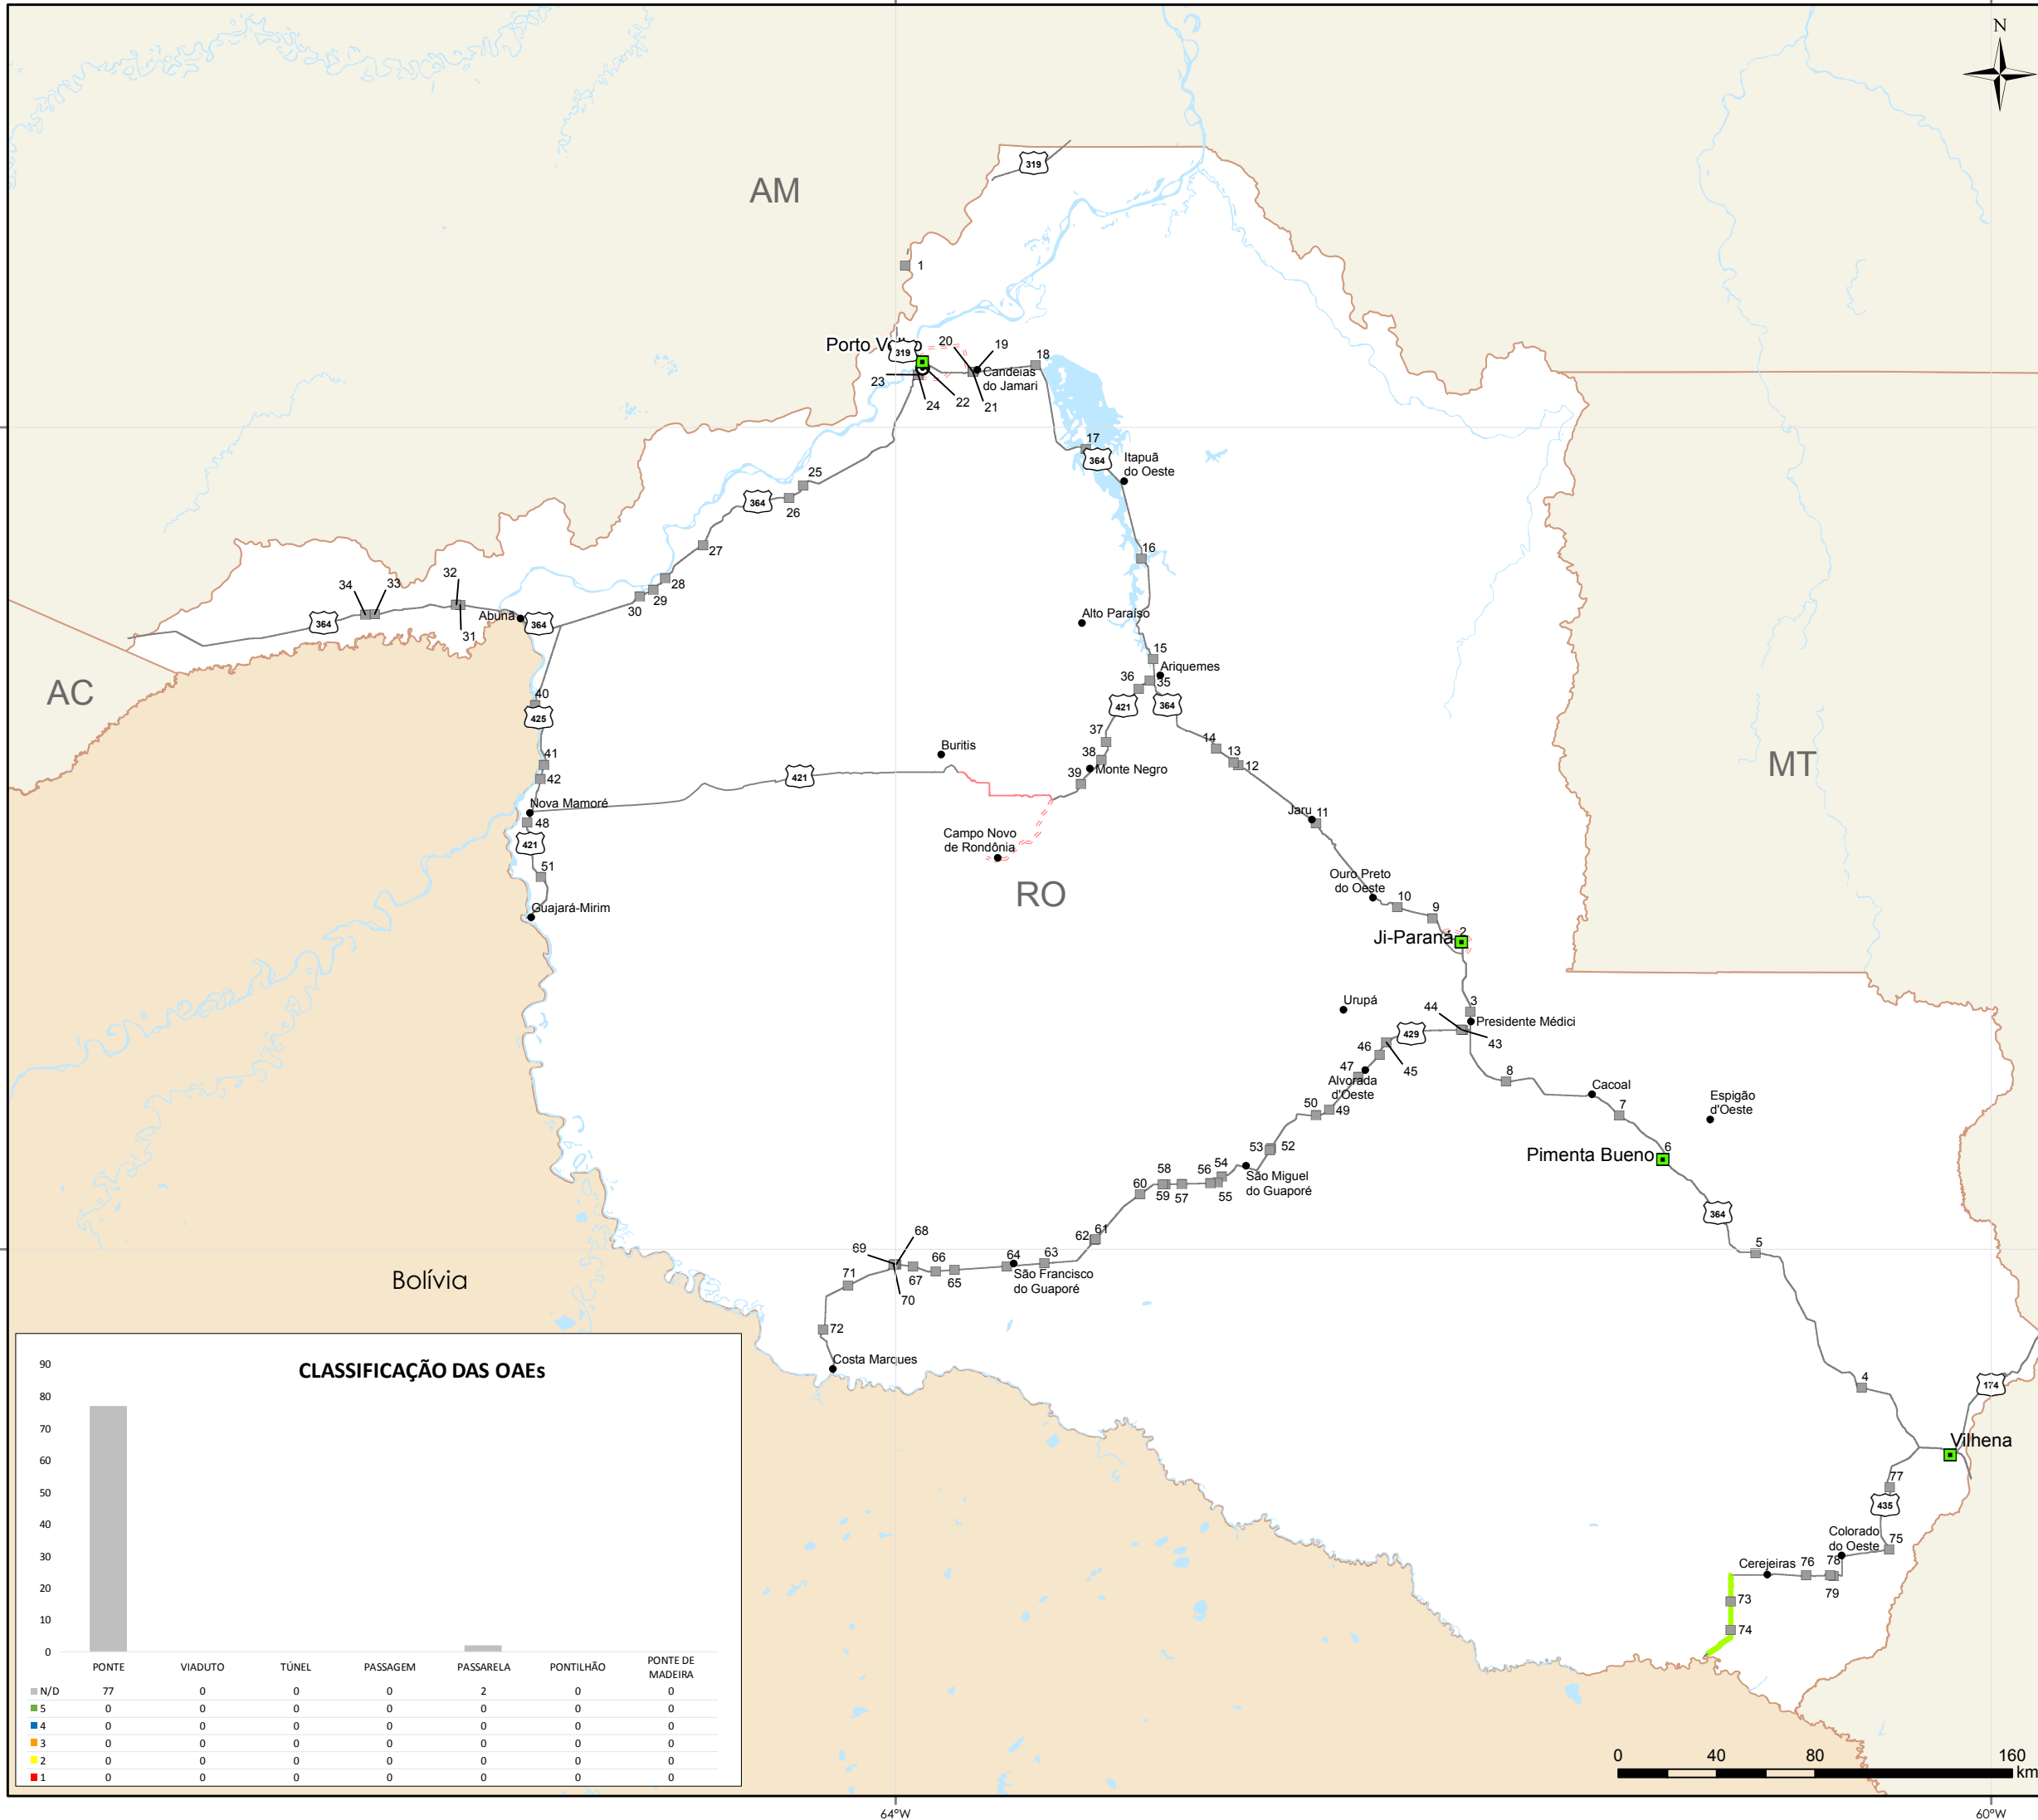 N
319
AM
1
Porto Velho
319
20
19
18
Candeias
do Jamari
23
24
22
21
17
364
Itapuã
do Oeste
25
364
26
16
27
34
33
32
28
29
30
Abunã
364
364
31
Alto Paraíso
15
Ariquemes
AC
36
35
40
421
364
425
37
14
Buritis
38
13
41
MT
12
42
421
39
Monte Negro
Nova Mamoré
48
Jaru
11
421
Campo Novo
de Rondônia
51
Ouro Preto
do Oeste
RO
10
Guajará-Mirim
9
2
Ji-Paraná
Urupá
3
44
Presidente Médici
429
43
46
45
47
8
Alvorada
d'Oeste
Cacoal
Espigão
d'Oeste
50
49
7
53
52
6
Pimenta Bueno
58
56
54
São Miguel
do Guaporé
60
59
57
55
364
68
62
61
69
66
64
63
5
Bolívia
71
67
65
São Francisco
do Guaporé
70
72
Costa Marques
4
174
Vilhena
77
435
Colorado
do Oeste
75
Cerejeiras
76
78
79
73
74
CLASSIFICAÇÃO DAS OAEs
90
80
70
60
50
40
30
20
10
0
PONTE VIADUTO TÚNEL PASSAGEM PASSARELA PONTILHÃO PONTE DE
MADEIRA
N/D 77 0 0 0 2 0 0
5 0 0 0 0 0 0 0
4 0 0 0 0 0 0 0
3 0 0 0 0 0 0 0
2 0 0 0 0 0 0 0
1 0 0 0 0 0 0 0
0 40 80 160
km
64°W
60°W